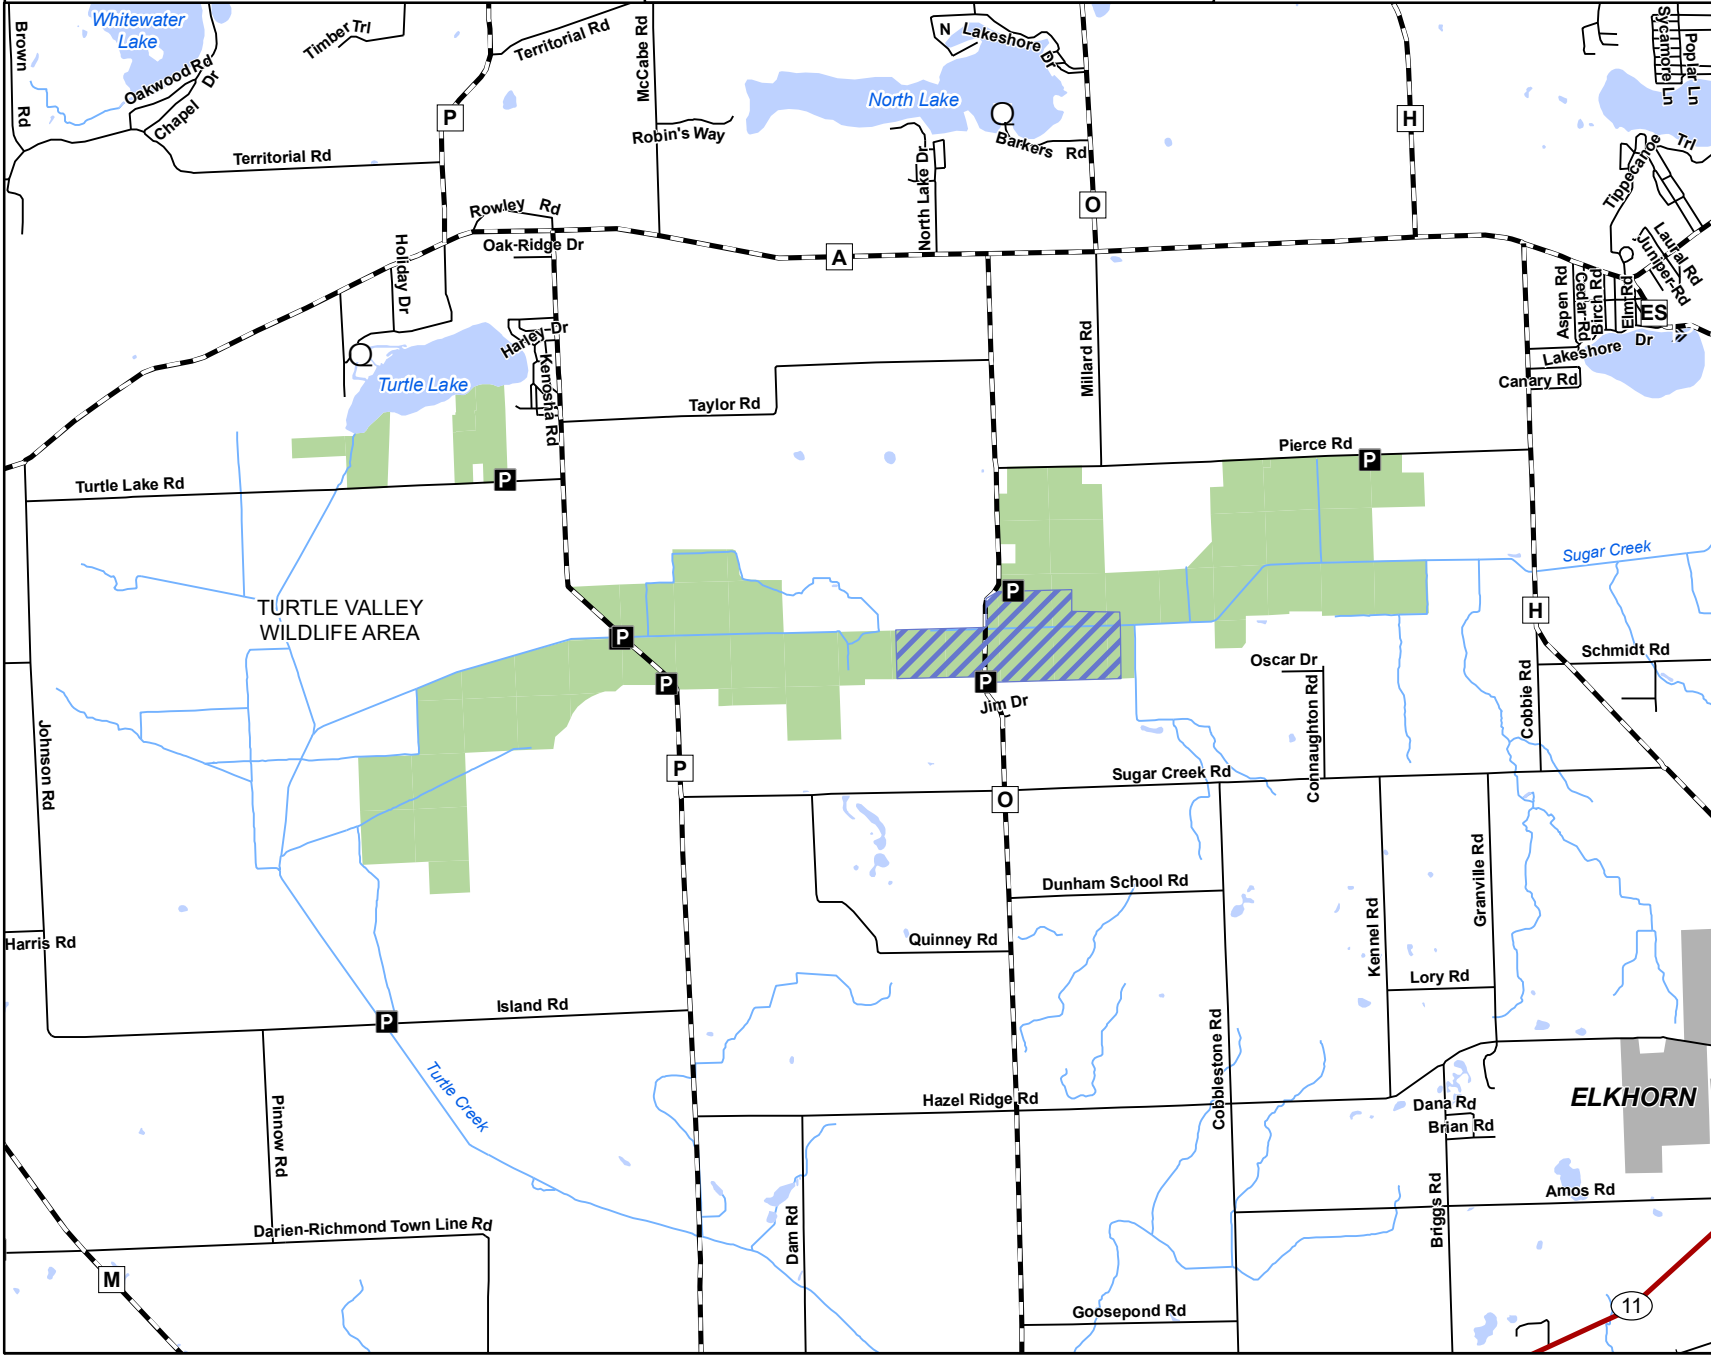 Whitewater
Lake
Brown
Rd
Oakwood Rd
Chapel Dr
Timber Trl
Territorial Rd
Territorial Rd
McCabe Rd
Robin's Way
P
N
Lakeshore
Dr
North Lake
Barkers Rd
North Lake Dr
O
H
Sycamore Ln
Poplar Ln
Tippecanoe
Trl
Laural Rd
Juniper Rd
Rowley Rd
Oak Ridge Dr
Holiday Dr
A
Aspen Rd
Cedar Rd
Birch Rd
Elm Rd
ES
Lakeshore Dr
Canary Rd
Harley Dr
Kenosha Rd
Turtle Lake
Millard Rd
Taylor Rd
Pierce Rd
P
Turtle Lake Rd
P
Sugar Creek
TURTLE VALLEY
WILDLIFE AREA
P
P
P
P
H
Jim Dr
Oscar Dr
Schmidt Rd
Connaughton Rd
Cobbie Rd
Johnson Rd
P
Sugar Creek Rd
O
Dunham School Rd
Granville Rd
Kennel Rd
Harris Rd
Quinney Rd
Lory Rd
Island Rd
P
Turtle Creek
Cobblestone Rd
Hazel Ridge Rd
Dana Rd
Brian Rd
ELKHORN
Pinnow Rd
Amos Rd
Briggs Rd
Darien-Richmond Town Line Rd
Dam Rd
M
Goosepond Rd
11